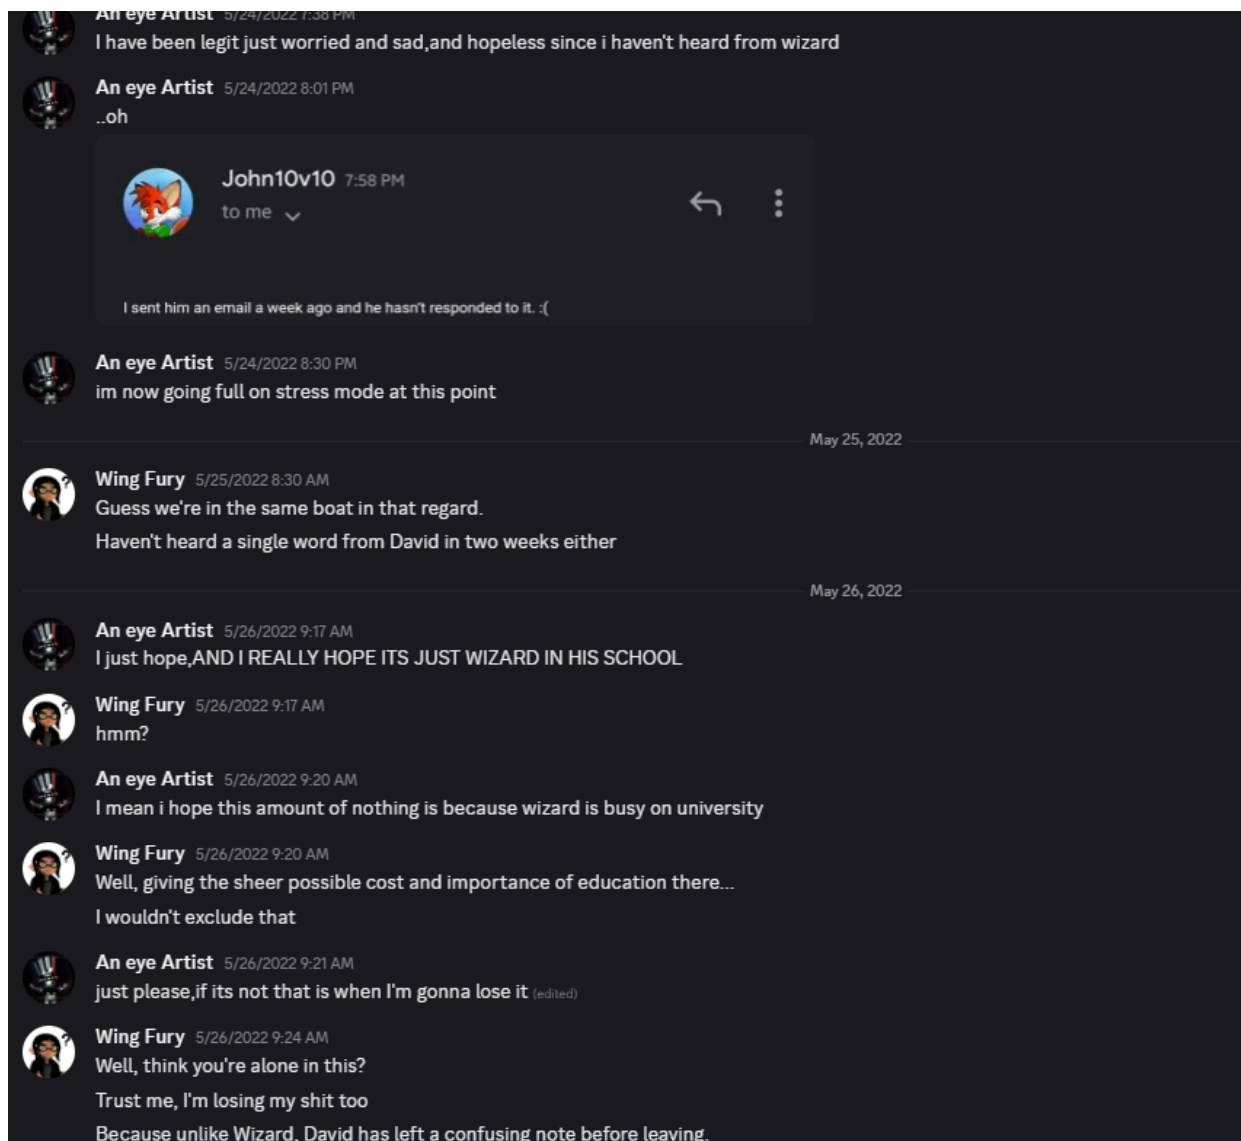 An eye Artist 5/24/2022 7:38 PM
I have been legit just worried and sad,and hopeless since i haven't heard from wizard
An eye Artist 5/24/2022 8:01 PM
..oh
John10v10 7:58 PM
to me
I sent him an email a week ago and he hasn't responded to it. :(
An eye Artist 5/24/2022 8:30 PM
im now going full on stress mode at this point
May 25, 2022
Wing Fury 5/25/2022 8:30 AM
Guess we're in the same boat in that regard.
Haven't heard a single word from David in two weeks either
May 26, 2022
An eye Artist 5/26/2022 9:17 AM
I just hope,AND I REALLY HOPE ITS JUST WIZARD IN HIS SCHOOL
Wing Fury 5/26/2022 9:17 AM
hmm?
An eye Artist 5/26/2022 9:20 AM
I mean i hope this amount of nothing is because wizard is busy on university
Wing Fury 5/26/2022 9:20 AM
Well, giving the sheer possible cost and importance of education there...
I wouldn't exclude that
An eye Artist 5/26/2022 9:21 AM
just please,if its not that is when I'm gonna lose it (edited)
Wing Fury 5/26/2022 9:24 AM
Well, think you're alone in this?
Trust me, I'm losing my shit too
Because unlike Wizard, David has left a confusing note before leaving.